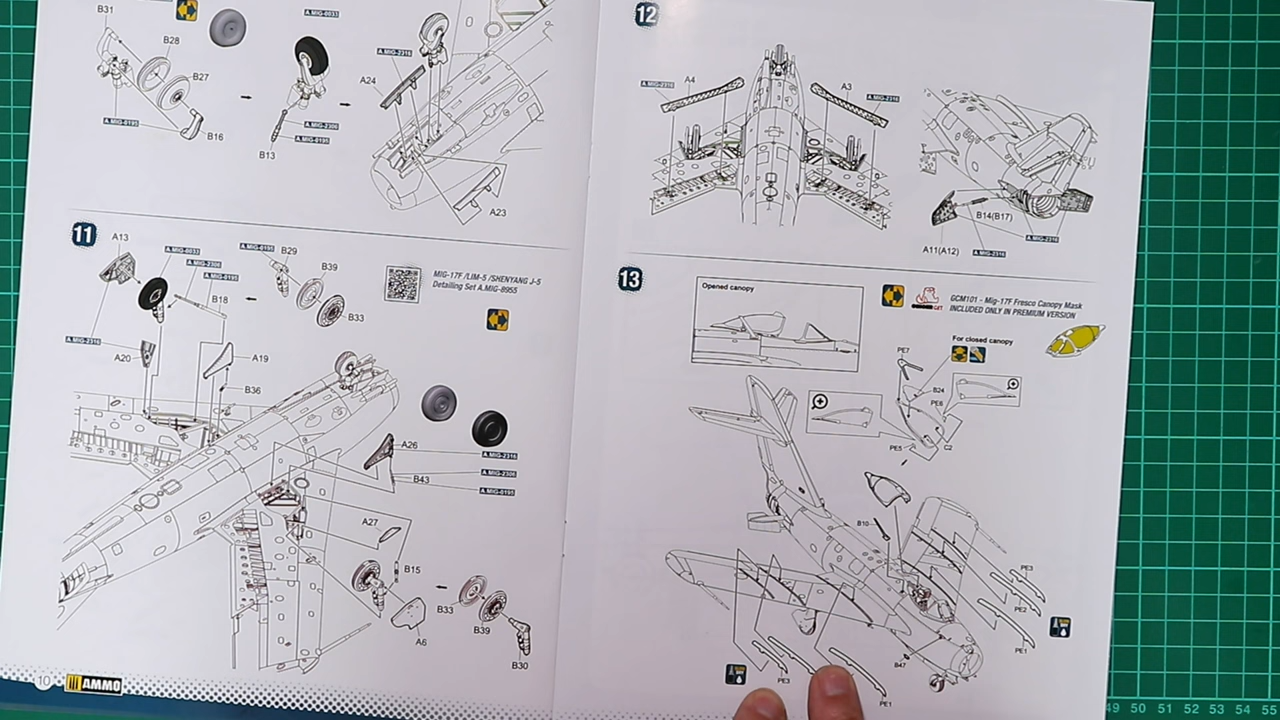 B31
B28
B27
A.MIG-0195
B16
A.MIG-0033
A.MIG-2306
A.MIG-0195
B13
A.MIG-2316
A24
A23
11
A13
A.MIG-0033
A.MIG-2306
A.MIG-0195
B18
A.MIG-0195
B29
B39
B33
MIG-17F /LIM-5 /SHENYANG J-5
Detailing Set A.MIG-8955
A.MIG-2316
A20
A19
B36
A26
A.MIG-2316
A.MIG-2306
B43
A.MIG-0195
A27
B15
B33
B39
A6
B30
10
AMMO
12
A.MIG-2316
A4
A3
A.MIG-2316
B14(B17)
A11(A12)
A.MIG-2316
A.MIG-2316
13
Opened canopy
GCM101 - Mig-17F Fresco Canopy Mask
INCLUDED ONLY IN PREMIUM VERSION
For closed canopy
PE7
B24
PE6
PE5
C2
B10
PE3
PE2
PE1
B47
PE3
PE1
49 50 51 52 53 54 55